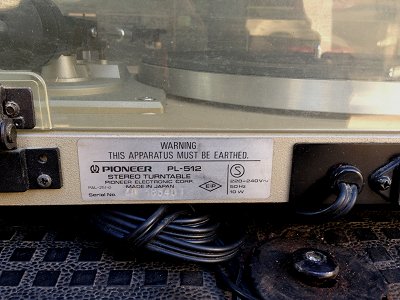 WARNING
THIS APPARATUS MUST BE EARTHED.
PIONEER PL-512
STEREO TURNTABLE
PIONEER ELECTRONIC CORP.
MADE IN JAPAN
Serial No.
S
220-240V~
50Hz
10W